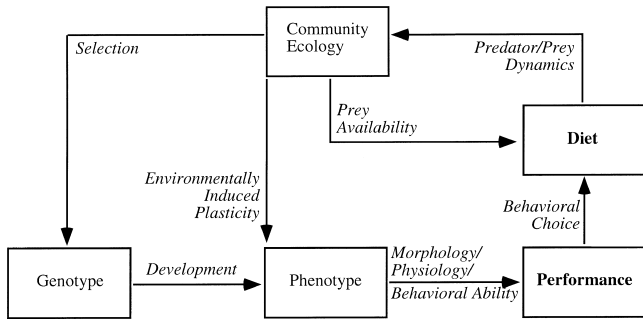 Community
Ecology
Selection
Predator/Prey
Dynamics
Prey
Availability
Diet
Environmentally
Induced
Plasticity
Behavioral
Choice
Genotype
Development
Phenotype
Morphology/
Physiology/
Behavioral Ability
Performance